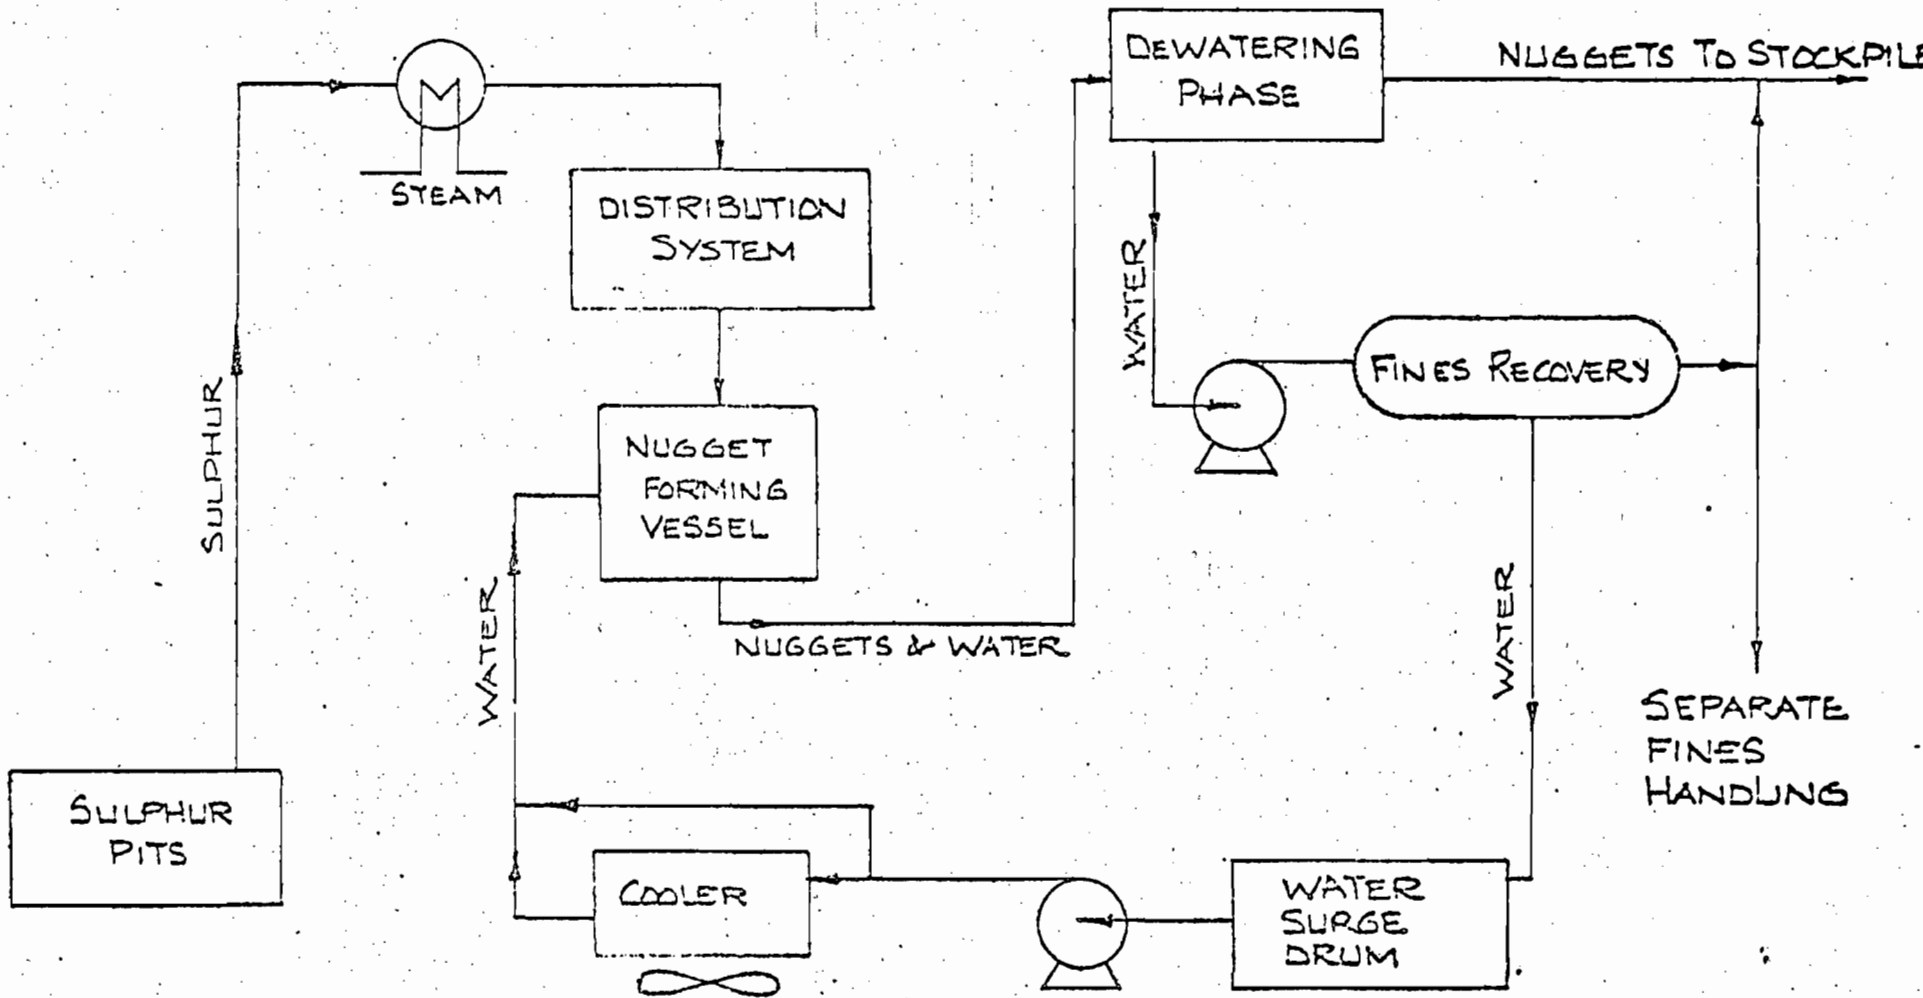 DEWATERING
PHASE
NUGGETS TO STOCKPILE
STEAM
DISTRIBUTION
SYSTEM
WATER
FINES RECOVERY
SULPHUR
NUGGET
FORMING
VESSEL
WATER
NUGGETS & WATER
WATER
SEPARATE
FINES
HANDLING
SULPHUR
PITS
COOLER
WATER
SURGE
DRUM